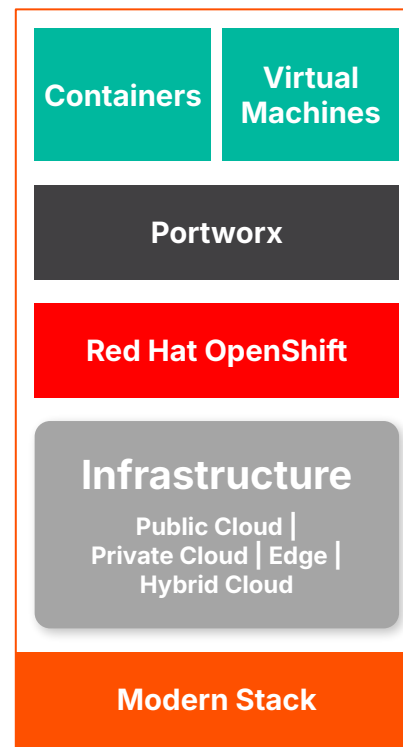 Containers
Virtual
Machines
Portworx
Red Hat OpenShift
Infrastructure
Public Cloud |
Private Cloud | Edge |
Hybrid Cloud
Modern Stack